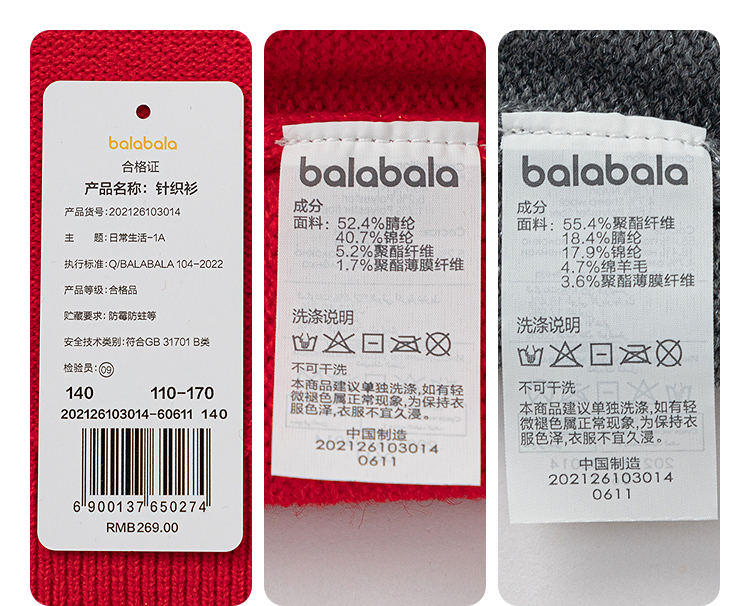 balabala
合格证
产品名称：针织衫
产品货号：202126103014
主 题：日常生活-1A
执行标准：Q/BALABALA 104-2022
产品等级：合格品
贮藏要求：防霉防蛀等
安全技术类别：符合GB 31701 B类
检验员：09
140 110-170
202126103014-60611 140
6 900137 650274
RMB269.00
balabala
成分
面料：52.4%腈纶
40.7%锦纶
5.2%聚酯纤维
1.7%聚酯薄膜纤维
洗涤说明
不可干洗
本商品建议单独洗涤，如有轻
微褪色属正常现象，为保持衣
服色泽，衣服不宜久浸。
中国制造
202126103014
0611
balabala
成分
面料：55.4%聚酯纤维
18.4%腈纶
17.9%锦纶
4.7%绵羊毛
3.6%聚酯薄膜纤维
洗涤说明
不可干洗
本商品建议单独洗涤，如有轻
微褪色属正常现象，为保持衣
服色泽，衣服不宜久浸。
中国制造
202126103014
0611